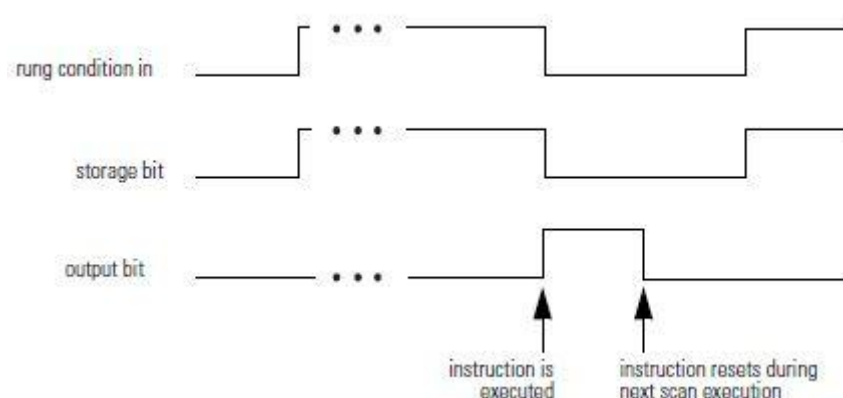 rung condition in
storage bit
output bit
instruction is
executed
instruction resets during
next scan execution